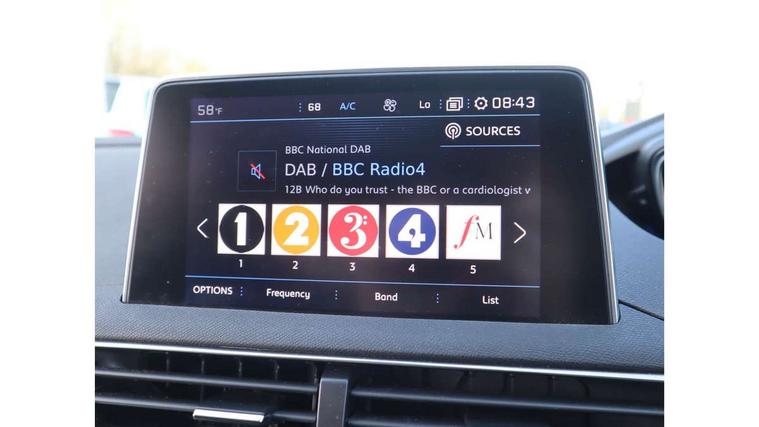 58°F 68 A/C Lo 08:43
SOURCES
BBC National DAB
DAB / BBC Radio4
12B Who do you trust - the BBC or a cardiologist v
1 2 3: 4 fM
1 2 3 4 5
OPTIONS : Frequency : Band : List